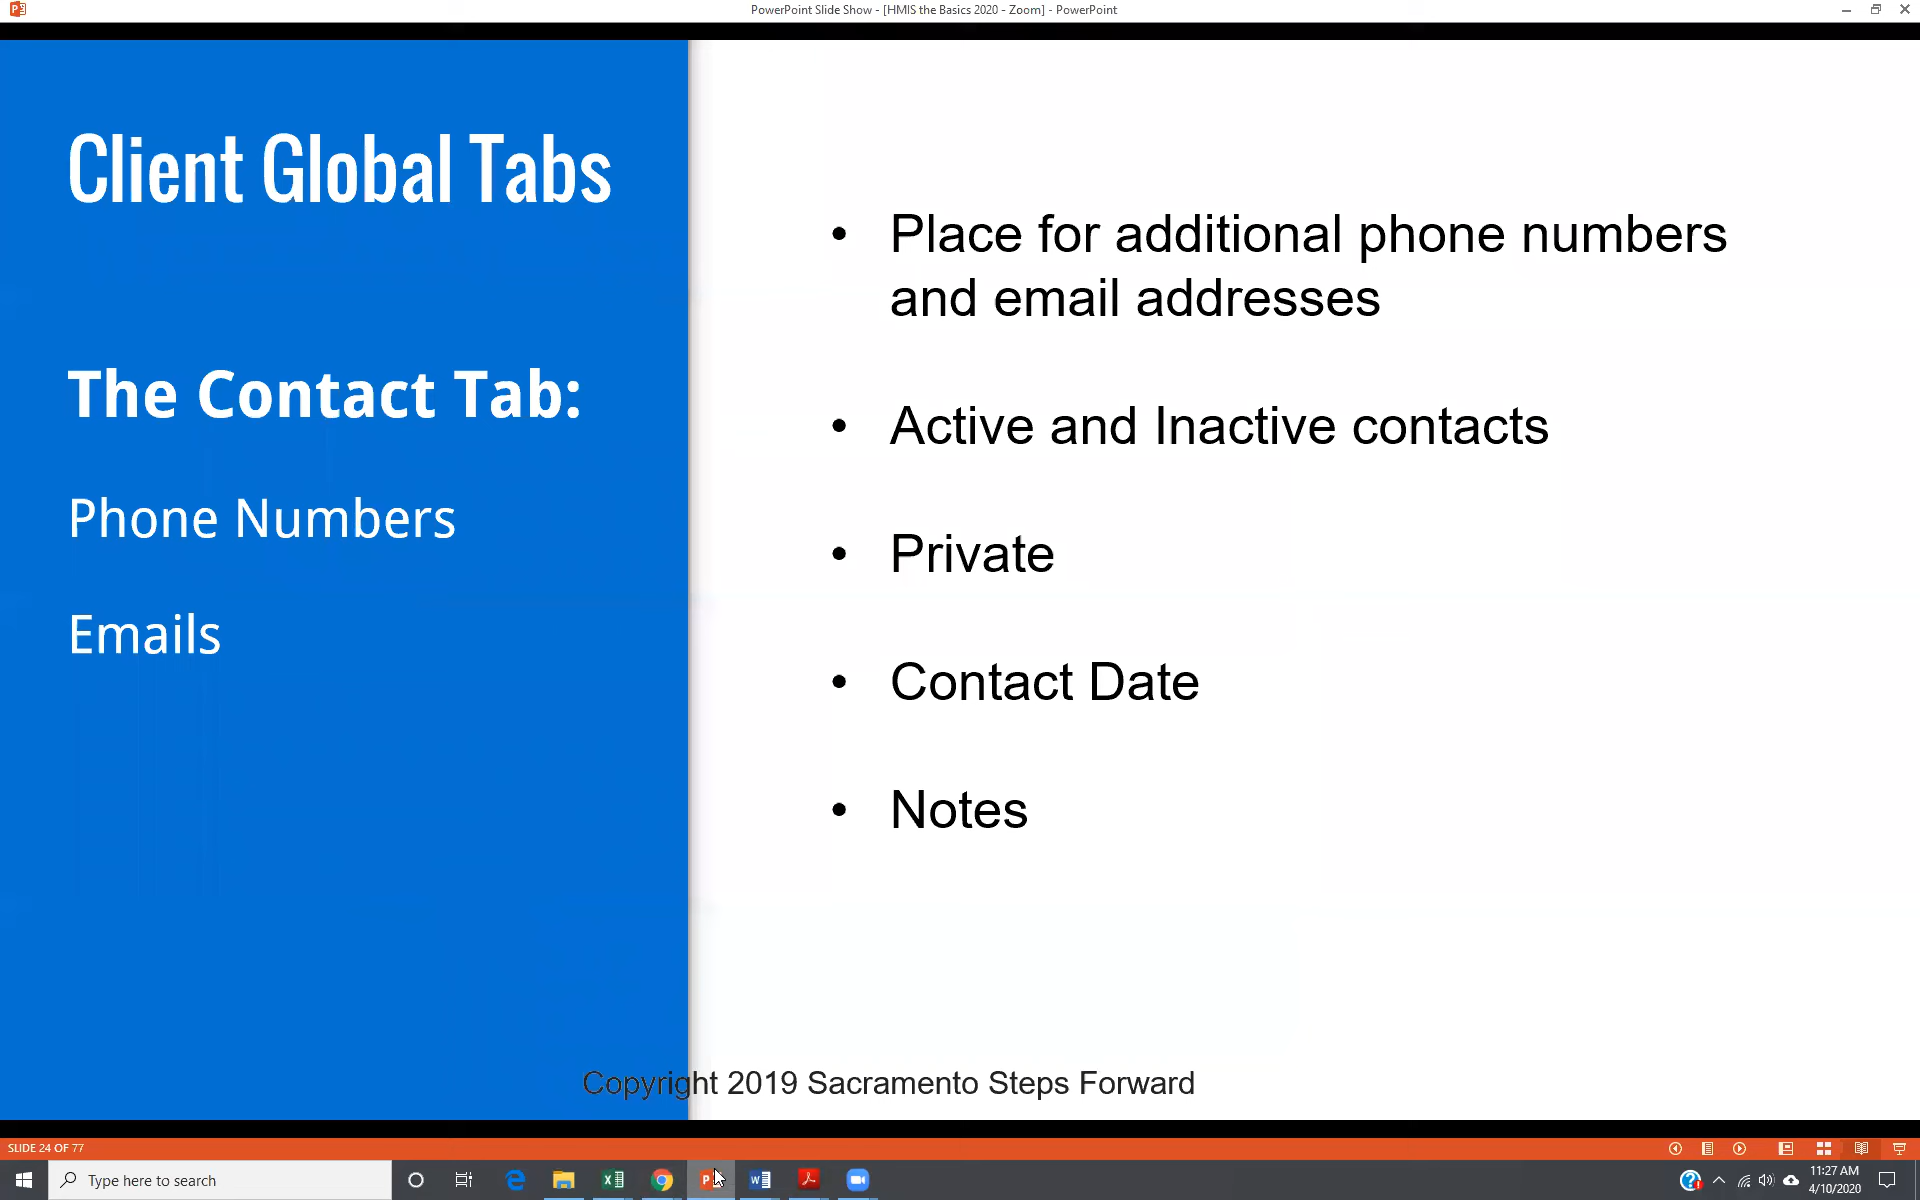 PowerPoint Slide Show - [HMIS the Basics 2020 - Zoom] - PowerPoint
Client Global Tabs
The Contact Tab:
Phone Numbers
Emails
• Place for additional phone numbers
and email addresses
• Active and Inactive contacts
• Private
• Contact Date
• Notes
Copyright 2019 Sacramento Steps Forward
SLIDE 24 OF 77
Type here to search
11:27 AM
4/10/2020